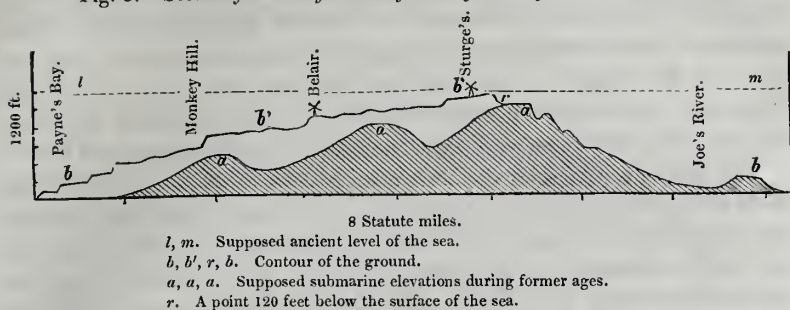 Fig.
Sturge's.
Payne's Bay.
Monkey Hill.
Belair.
Joe's River.
1200 ft.
l
m
b
b'
b'
r
a
a
a
b
8 Statute miles.
l, m. Supposed ancient level of the sea.
b, b', r, b. Contour of the ground.
a, a, a. Supposed submarine elevations during former ages.
r. A point 120 feet below the surface of the sea.